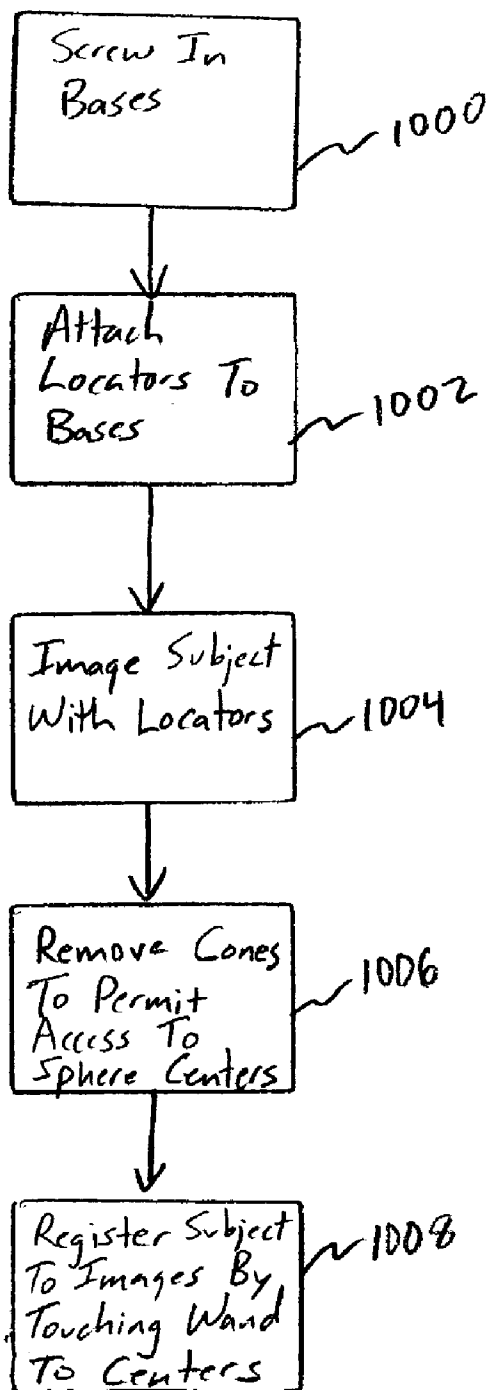 Screw In
Bases
1000
Attach
Locators To
Bases
1002
Image Subject
With Locators
1004
Remove Cones
To Permit
Access To
Sphere Centers
1006
Register Subject
To Images By
Touching Wand
To Centers
1008